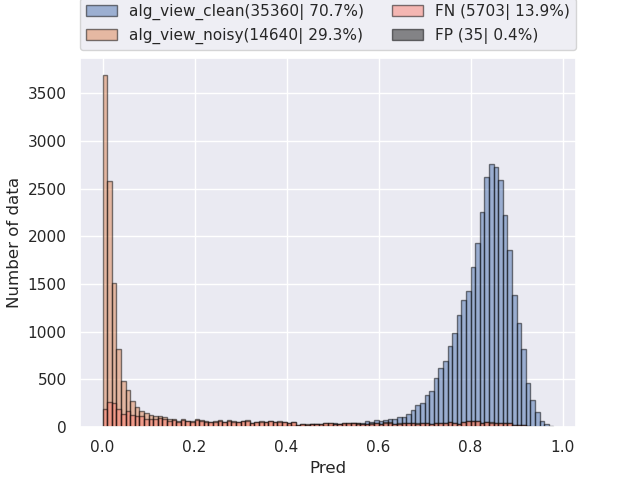 alg_view_clean(35360| 70.7%) FN (5703| 13.9%)
alg_view_noisy(14640| 29.3%) FP (35| 0.4%)
3500
3000
2500
2000
1500
1000
500
0
Number of data
0.0 0.2 0.4 0.6 0.8 1.0
Pred